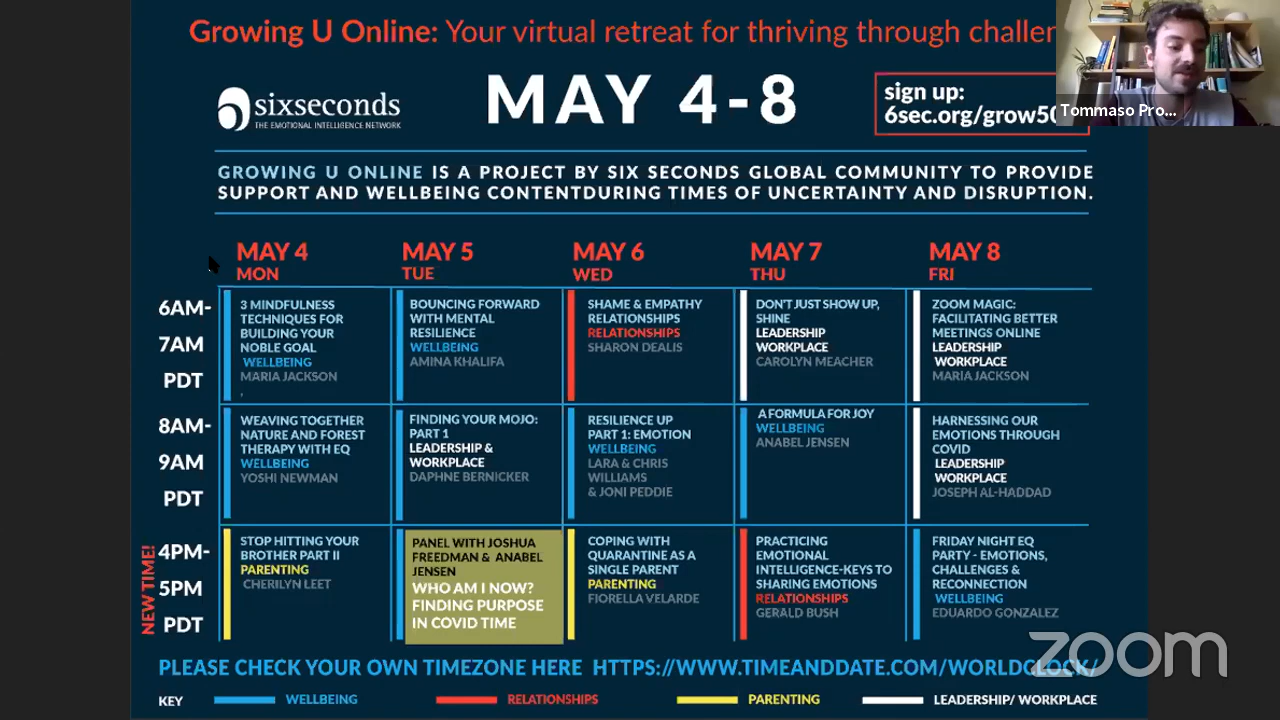 Growing U Online: Your virtual retreat for thriving through challen
sixseconds
THE EMOTIONAL INTELLIGENCE NETWORK
MAY 4-8
sign up:
6sec.org/grow50
Tommaso Pro...
GROWING U ONLINE IS A PROJECT BY SIX SECONDS GLOBAL COMMUNITY TO PROVIDE
SUPPORT AND WELLBEING CONTENTDURING TIMES OF UNCERTAINTY AND DISRUPTION.
MAY 4
MON
MAY 5
TUE
MAY 6
WED
MAY 7
THU
MAY 8
FRI
6AM-
7AM
PDT
3 MINDFULNESS
TECHNIQUES FOR
BUILDING YOUR
NOBLE GOAL
WELLBEING
MARIA JACKSON
,
BOUNCING FORWARD
WITH MENTAL
RESILIENCE
WELLBEING
AMINA KHALIFA
SHAME & EMPATHY
RELATIONSHIPS
RELATIONSHIPS
SHARON DEALIS
DON'T JUST SHOW UP,
SHINE
LEADERSHIP
WORKPLACE
CAROLYN MEACHER
ZOOM MAGIC:
FACILITATING BETTER
MEETINGS ONLINE
LEADERSHIP
WORKPLACE
MARIA JACKSON
8AM-
9AM
PDT
WEAVING TOGETHER
NATURE AND FOREST
THERAPY WITH EQ
WELLBEING
YOSHI NEWMAN
FINDING YOUR MOJO:
PART 1
LEADERSHIP &
WORKPLACE
DAPHNE BERNICKER
RESILIENCE UP
PART 1: EMOTION
WELLBEING
LARA & CHRIS
WILLIAMS
& JONI PEDDIE
A FORMULA FOR JOY
WELLBEING
ANABEL JENSEN
HARNESSING OUR
EMOTIONS THROUGH
COVID
LEADERSHIP
WORKPLACE
JOSEPH AL-HADDAD
NEW TIME!
4PM-
5PM
PDT
STOP HITTING YOUR
BROTHER PART II
PARENTING
CHERILYN LEET
PANEL WITH JOSHUA
FREEDMAN & ANABEL
JENSEN
WHO AM I NOW?
FINDING PURPOSE
IN COVID TIME
COPING WITH
QUARANTINE AS A
SINGLE PARENT
PARENTING
FIORELLA VELARDE
PRACTICING
EMOTIONAL
INTELLIGENCE-KEYS TO
SHARING EMOTIONS
RELATIONSHIPS
GERALD BUSH
FRIDAY NIGHT EQ
PARTY - EMOTIONS,
CHALLENGES &
RECONNECTION
WELLBEING
EDUARDO GONZALEZ
zoom
PLEASE CHECK YOUR OWN TIMEZONE HERE HTTPS://WWW.TIMEANDDATE.COM/WORLDCLOCK/
KEY
WELLBEING
RELATIONSHIPS
PARENTING
LEADERSHIP/ WORKPLACE